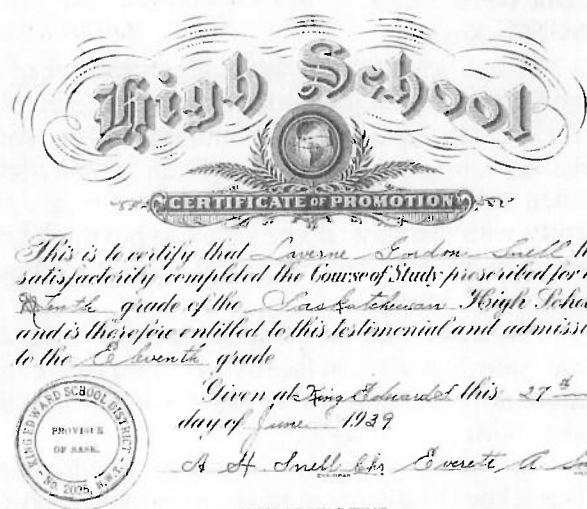 High School
CERTIFICATE OF PROMOTION
This is to certify that Laverne Gordon Snell h
satisfactorily completed the Course of Study prescribed for
Tenth grade of the Saskatchewan High Scho
and is therefore entitled to this testimonial and admissi
to the Eleventh grade
Given at King Edward this 27th
day of June 1939
A H Snell Chr Everett A
CHAIRMAN
KING EDWARD SCHOOL DISTRICT
PROVINCE
OF SASK.
No. 2035, N.W.T.